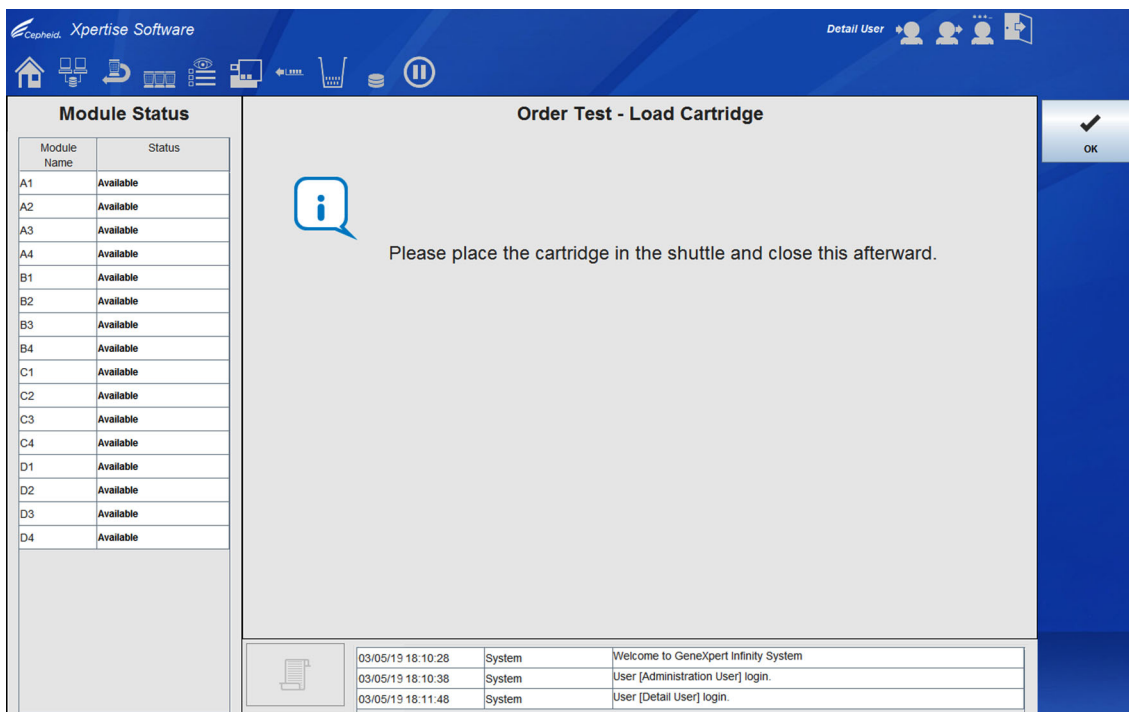 Cepheid. Xpertise Software
Detail User
Module Status
Module Name Status
A1 Available
A2 Available
A3 Available
A4 Available
B1 Available
B2 Available
B3 Available
B4 Available
C1 Available
C2 Available
C3 Available
C4 Available
D1 Available
D2 Available
D3 Available
D4 Available
Order Test - Load Cartridge
Please place the cartridge in the shuttle and close this afterward.
OK
03/05/19 18:10:28 System Welcome to GeneXpert Infinity System
03/05/19 18:10:38 System User [Administration User] login.
03/05/19 18:11:48 System User [Detail User] login.